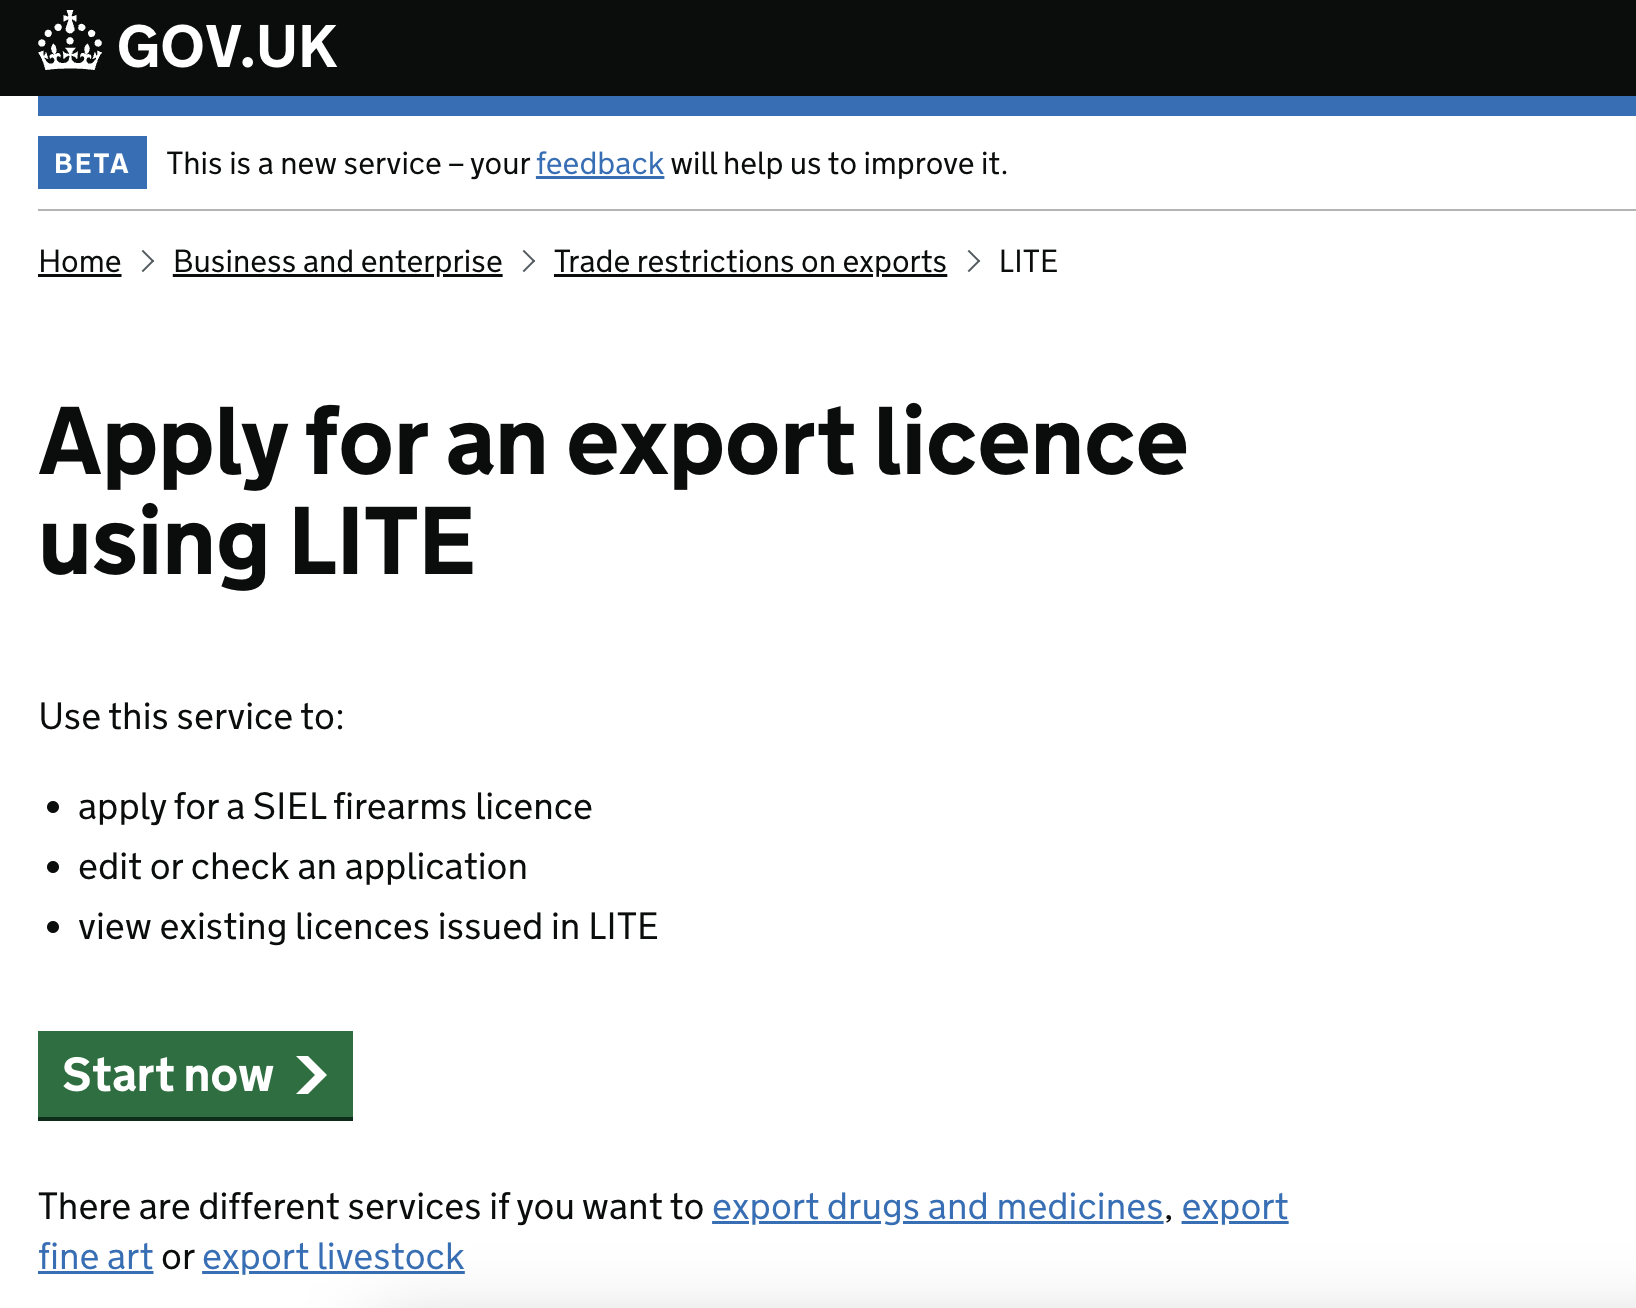 GOV.UK
BETA This is a new service – your feedback will help us to improve it.
Home > Business and enterprise > Trade restrictions on exports > LITE
Apply for an export licence
using LITE
Use this service to:
• apply for a SIEL firearms licence
• edit or check an application
• view existing licences issued in LITE
Start now
There are different services if you want to export drugs and medicines, export
fine art or export livestock